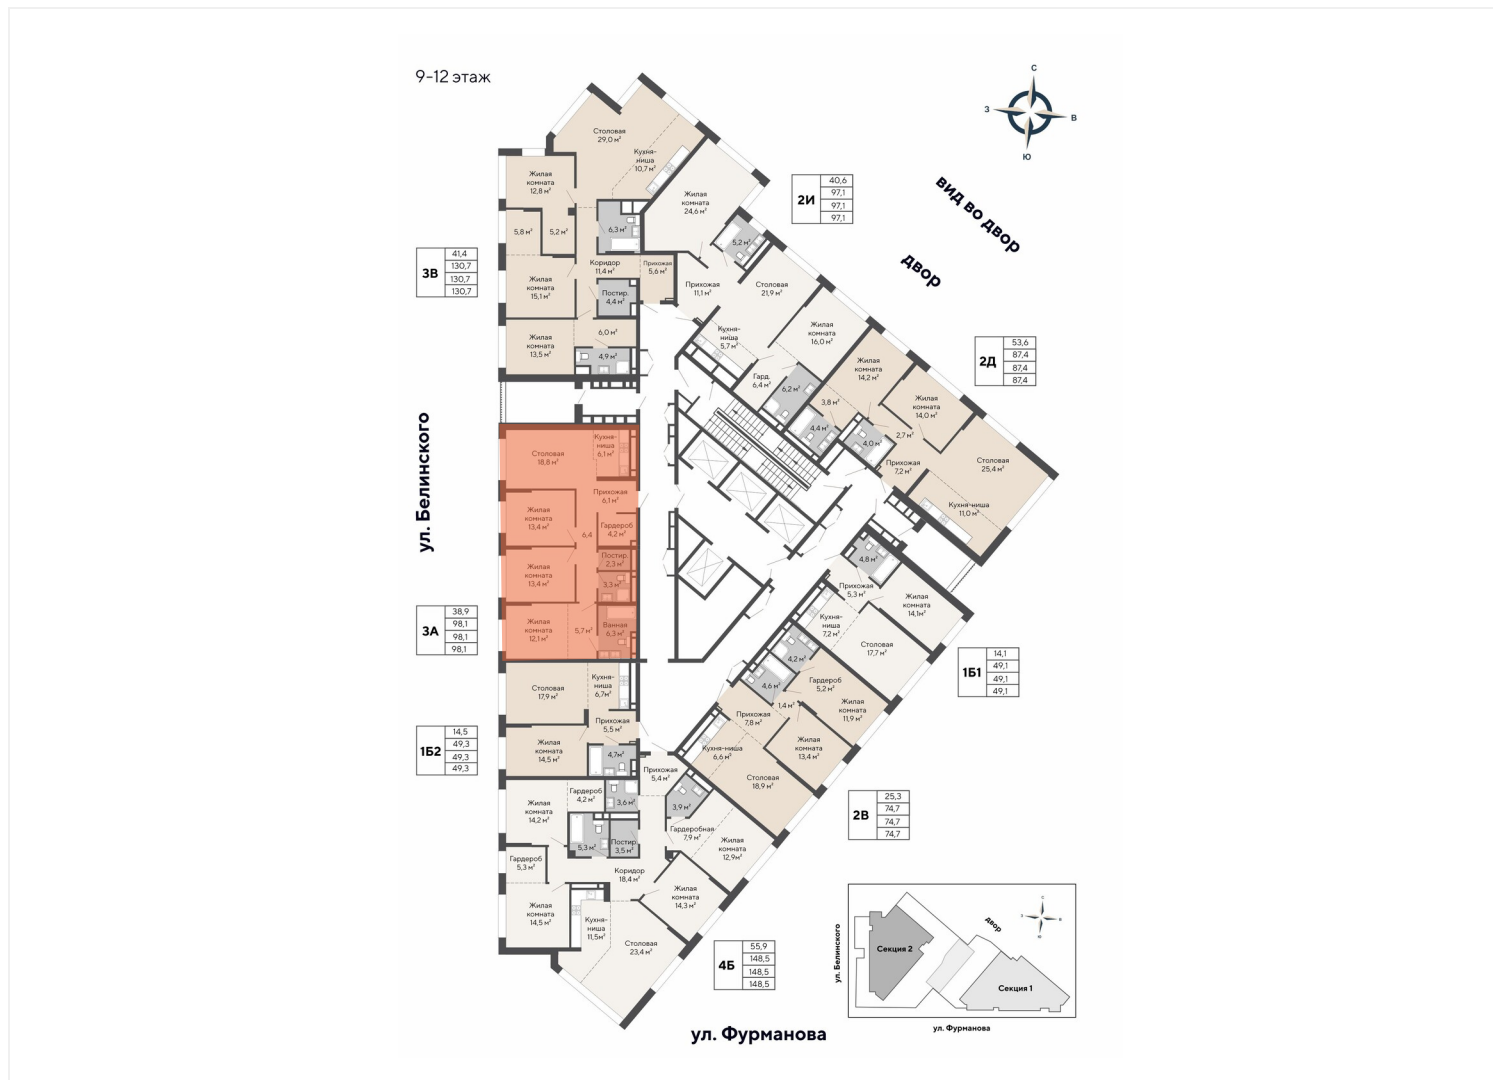 9-12 этаж
С
З
В
Ю
вид во двор
двор
ул. Белинского
ул. Фурманова
3В
41,4
130,7
130,7
130,7
Столовая
29,0 м²
Кухня-
ниша
10,7 м²
Жилая
комната
12,8 м²
5,8 м²
5,2 м²
6,3 м²
Коридор
11,4 м²
Прихожая
5,6 м²
Жилая
комната
15,1 м²
Постир.
4,4 м²
Жилая
комната
13,5 м²
6,0 м²
4,9 м²
2И
40,6
97,1
97,1
97,1
Жилая
комната
24,6 м²
5,2 м²
Прихожая
11,1 м²
Столовая
21,9 м²
Кухня-
ниша
5,7 м²
Жилая
комната
16,0 м²
Гард.
6,4 м²
6,2 м²
2Д
53,6
87,4
87,4
87,4
Жилая
комната
14,2 м²
3,8 м²
4,4 м²
Жилая
комната
14,0 м²
4,0 м²
2,7 м²
Прихожая
7,2 м²
Столовая
25,4 м²
Кухня-ниша
11,0 м²
3А
38,9
98,1
98,1
98,1
Столовая
18,8 м²
Кухня-
ниша
6,1 м²
Прихожая
6,1 м²
Жилая
комната
13,4 м²
6,4
Гардероб
4,2 м²
Жилая
комната
13,4 м²
Постир.
2,3 м²
3,3 м²
Жилая
комната
12,1 м²
5,7 м²
Ванная
6,3 м²
1Б1
14,1
49,1
49,1
49,1
4,8 м²
Прихожая
5,3 м²
Жилая
комната
14,1 м²
Кухня-
ниша
7,2 м²
Столовая
17,7 м²
1Б2
14,5
49,3
49,3
49,3
Столовая
17,9 м²
Кухня-
ниша
6,7 м²
Прихожая
5,5 м²
Жилая
комната
14,5 м²
4,7 м²
2В
25,3
74,7
74,7
74,7
4,2 м²
4,6 м²
Гардероб
5,2 м²
1,4 м²
Жилая
комната
11,9 м²
Прихожая
7,8 м²
Жилая
комната
13,4 м²
Кухня-ниша
6,6 м²
Столовая
18,9 м²
4Б
55,9
148,5
148,5
148,5
Прихожая
5,4 м²
Гардероб
4,2 м²
3,6 м²
3,9 м²
Жилая
комната
14,2 м²
5,3 м²
Постир.
3,5 м²
Гардеробная
7,9 м²
Жилая
комната
12,9 м²
Гардероб
5,3 м²
Коридор
18,4 м²
Жилая
комната
14,3 м²
Жилая
комната
14,5 м²
Кухня-
ниша
11,5 м²
Столовая
23,4 м²
ул. Белинского
двор
С
З
В
Ю
Секция 2
Секция 1
ул. Фурманова